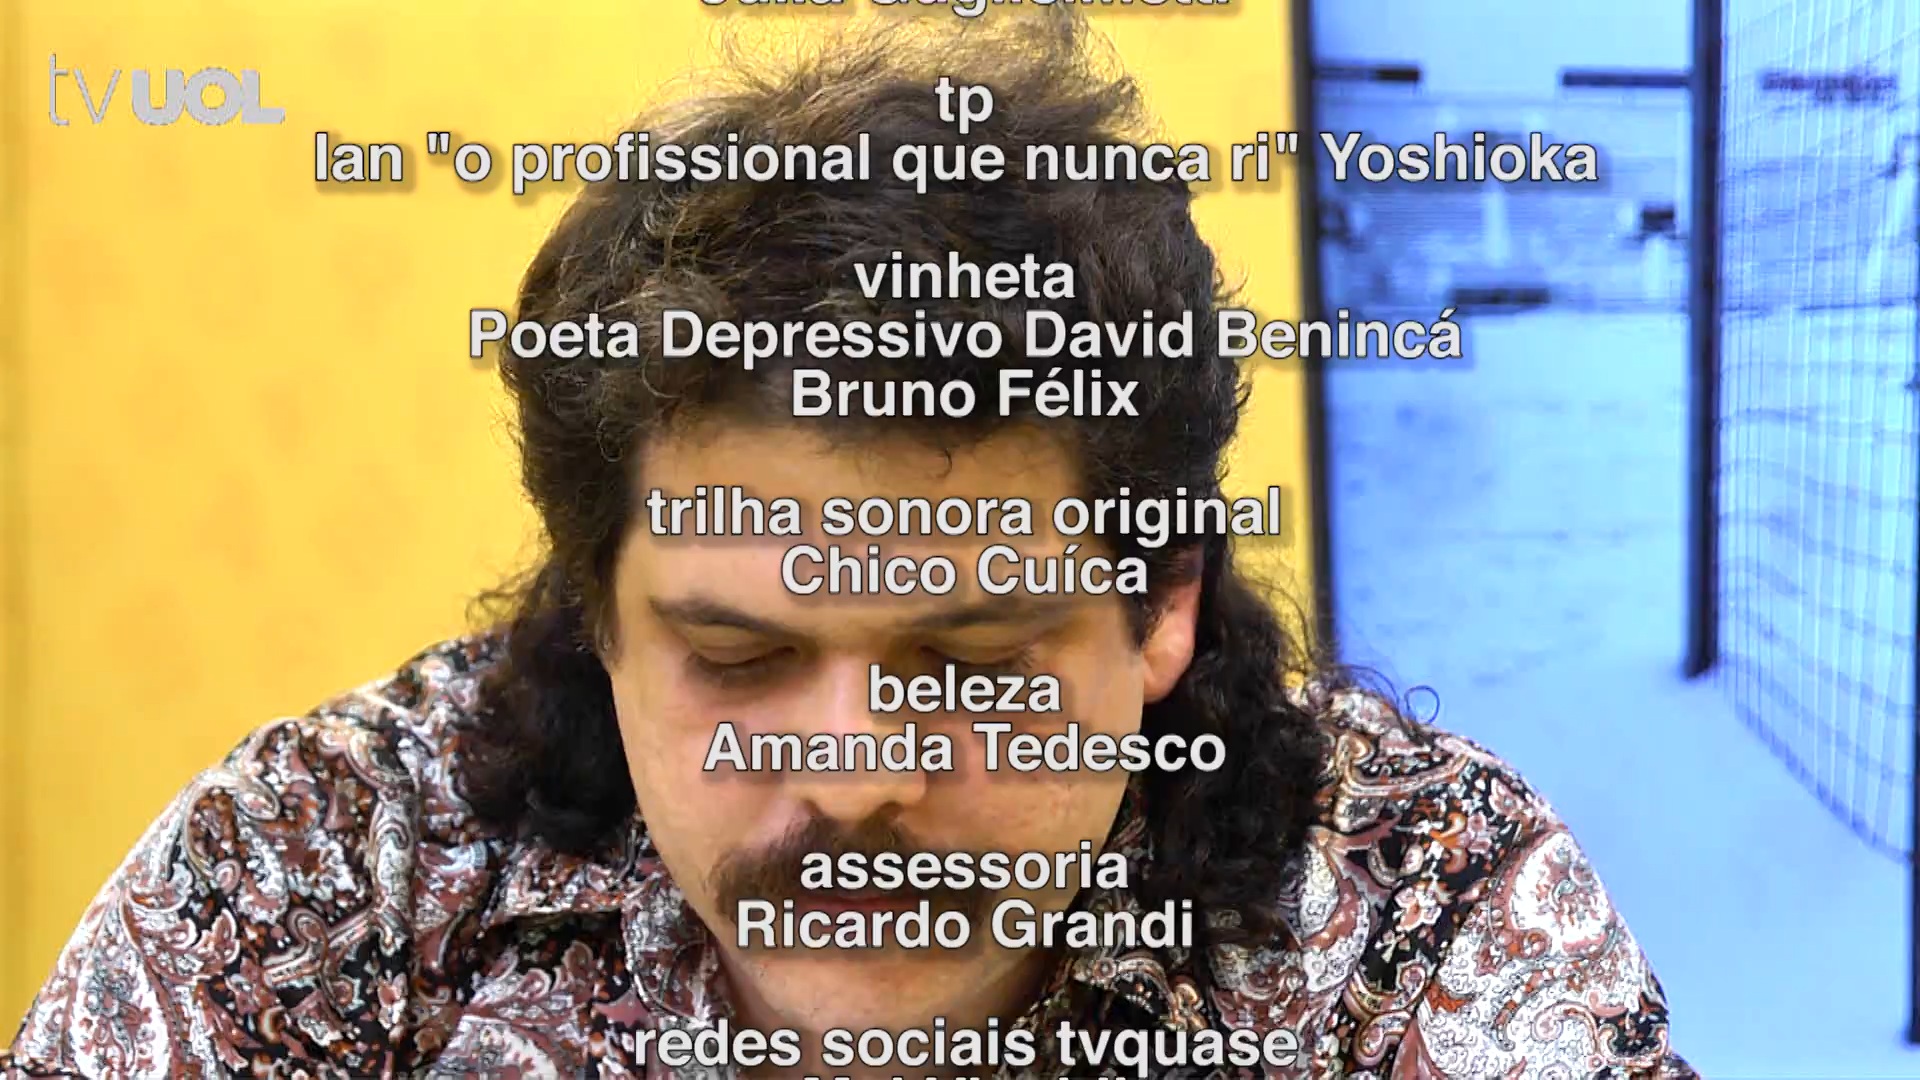 tv UOL
tp
Ian "o profissional que nunca ri" Yoshioka
vinheta
Poeta Depressivo David Benincá
Bruno Félix
trilha sonora original
Chico Cuíca
beleza
Amanda Tedesco
assessoria
Ricardo Grandi
redes sociais tvquase